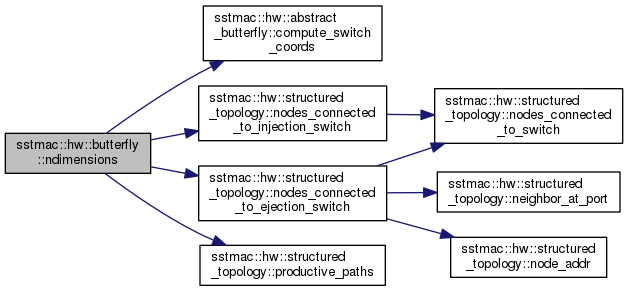 sstmac::hw::butterfly
::ndimensions
sstmac::hw::abstract
_butterfly::compute_switch
_coords
sstmac::hw::structured
_topology::nodes_connected
_to_injection_switch
sstmac::hw::structured
_topology::nodes_connected
_to_ejection_switch
sstmac::hw::structured
_topology::productive_paths
sstmac::hw::structured
_topology::nodes_connected
_to_switch
sstmac::hw::structured
_topology::neighbor_at_port
sstmac::hw::structured
_topology::node_addr